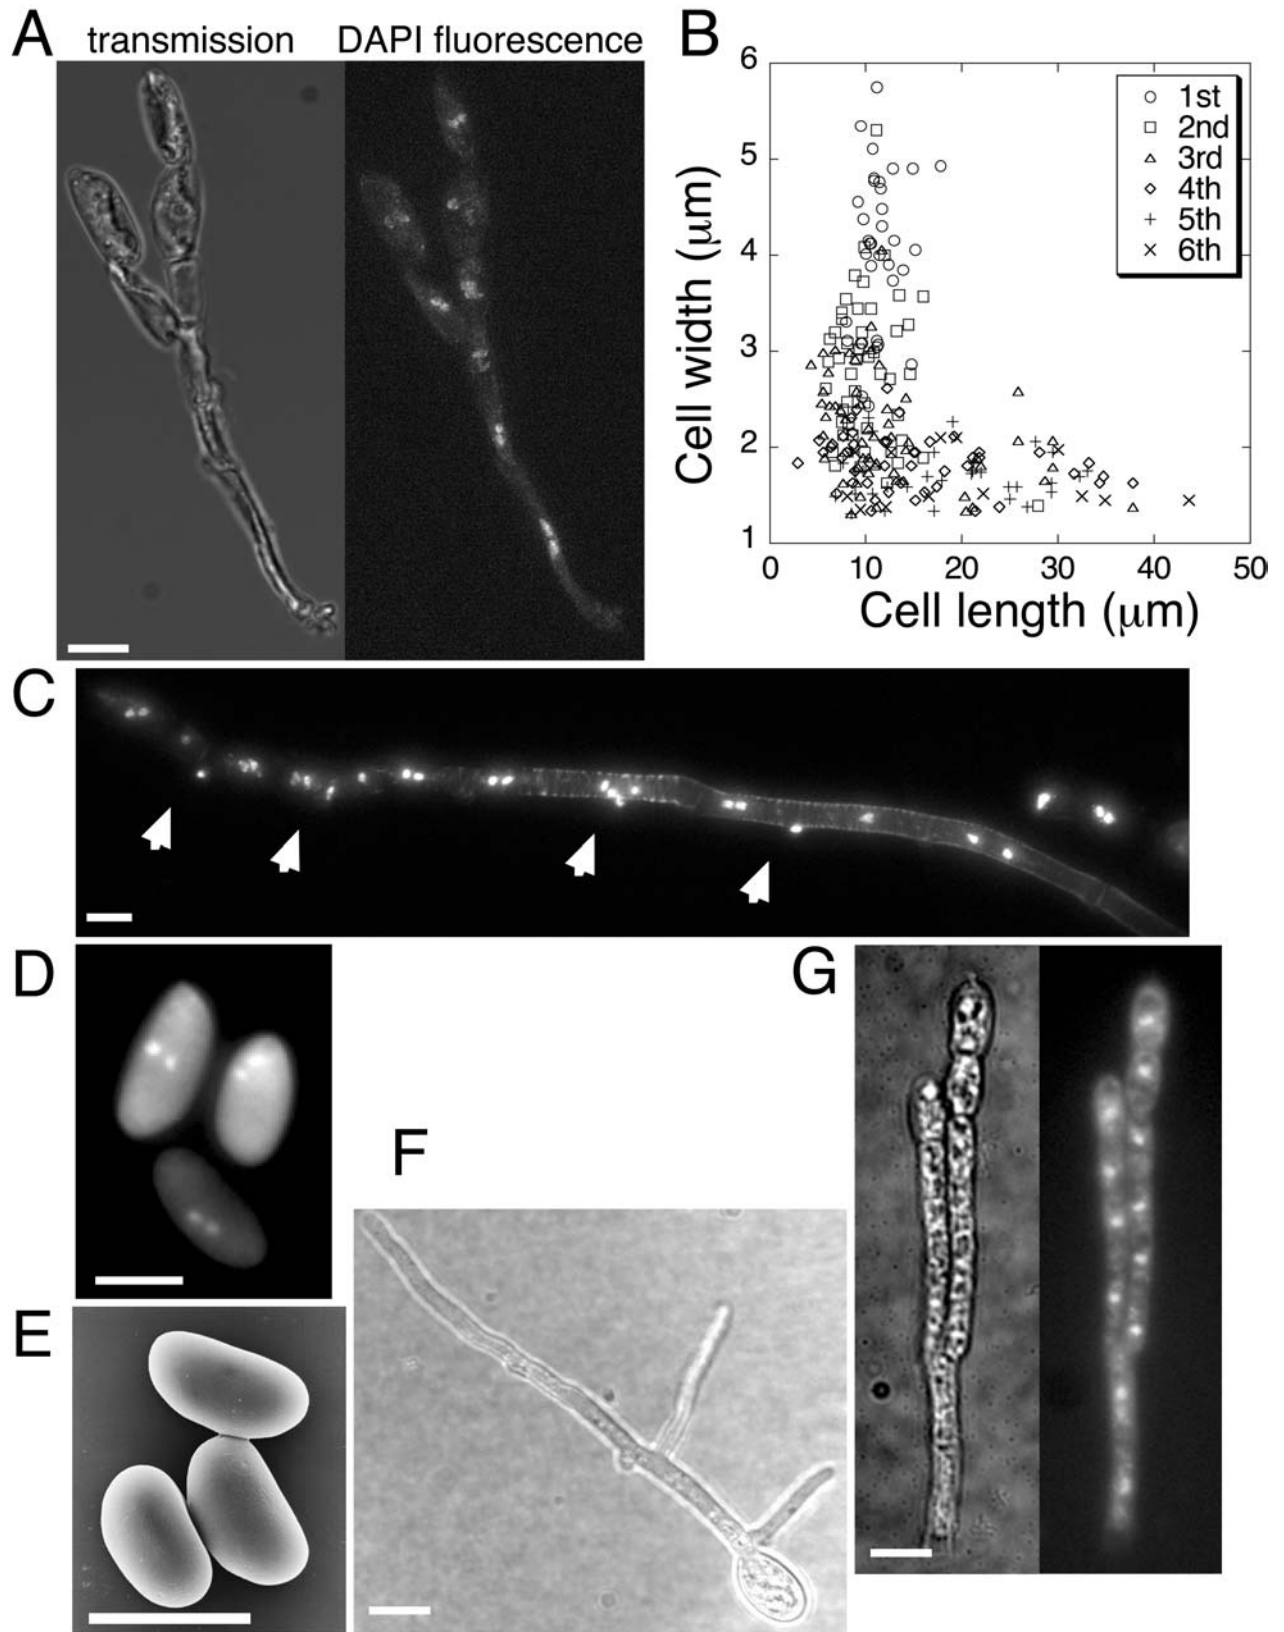 A
transmission
DAPI fluorescence
B
6
5
4
3
2
1
0
10
20
30
40
50
Cell width (μm)
Cell length (μm)
1st
2nd
3rd
4th
5th
6th
C
D
E
F
G